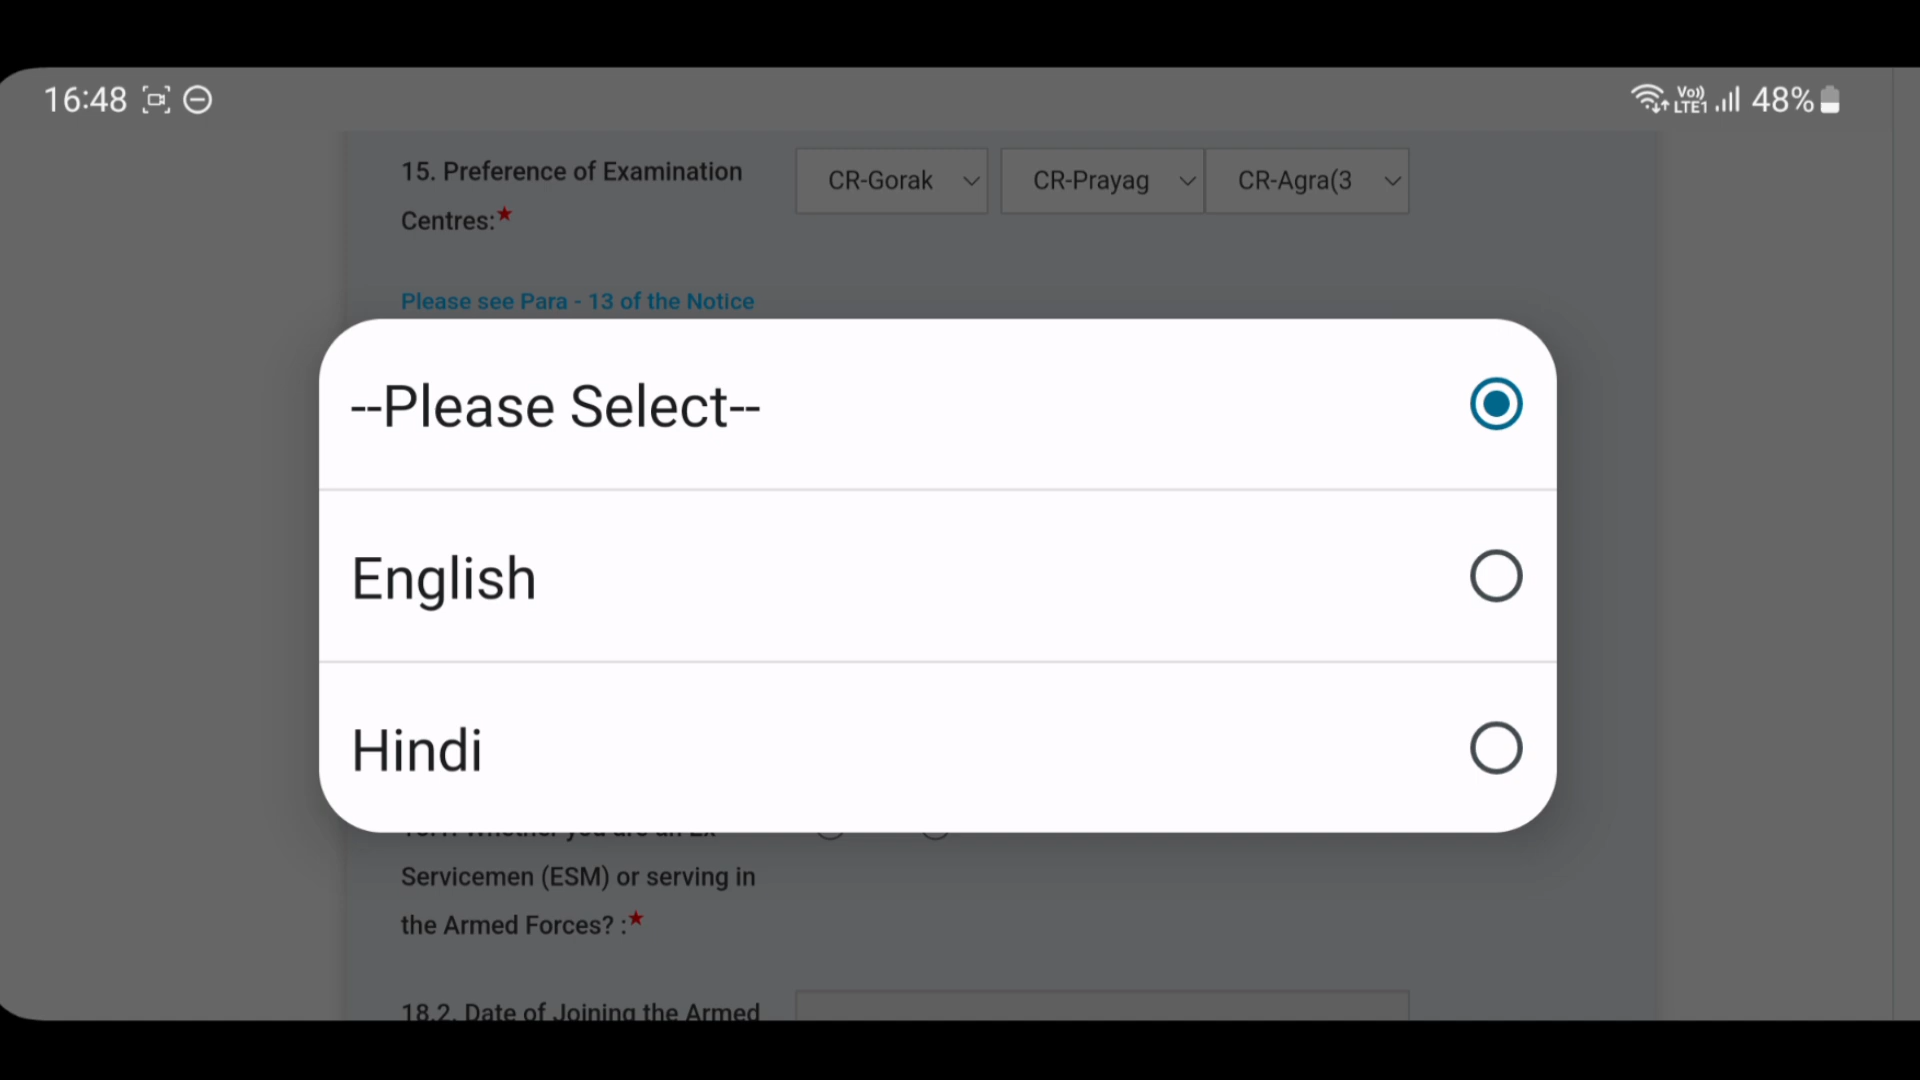 16:48
Vo))
LTE1
48%
15. Preference of Examination
Centres:*
CR-Gorak
CR-Prayag
CR-Agra(3
Please see Para - 13 of the Notice
--Please Select--
English
Hindi
Servicemen (ESM) or serving in
the Armed Forces? :*
18.2. Date of Joining the Armed